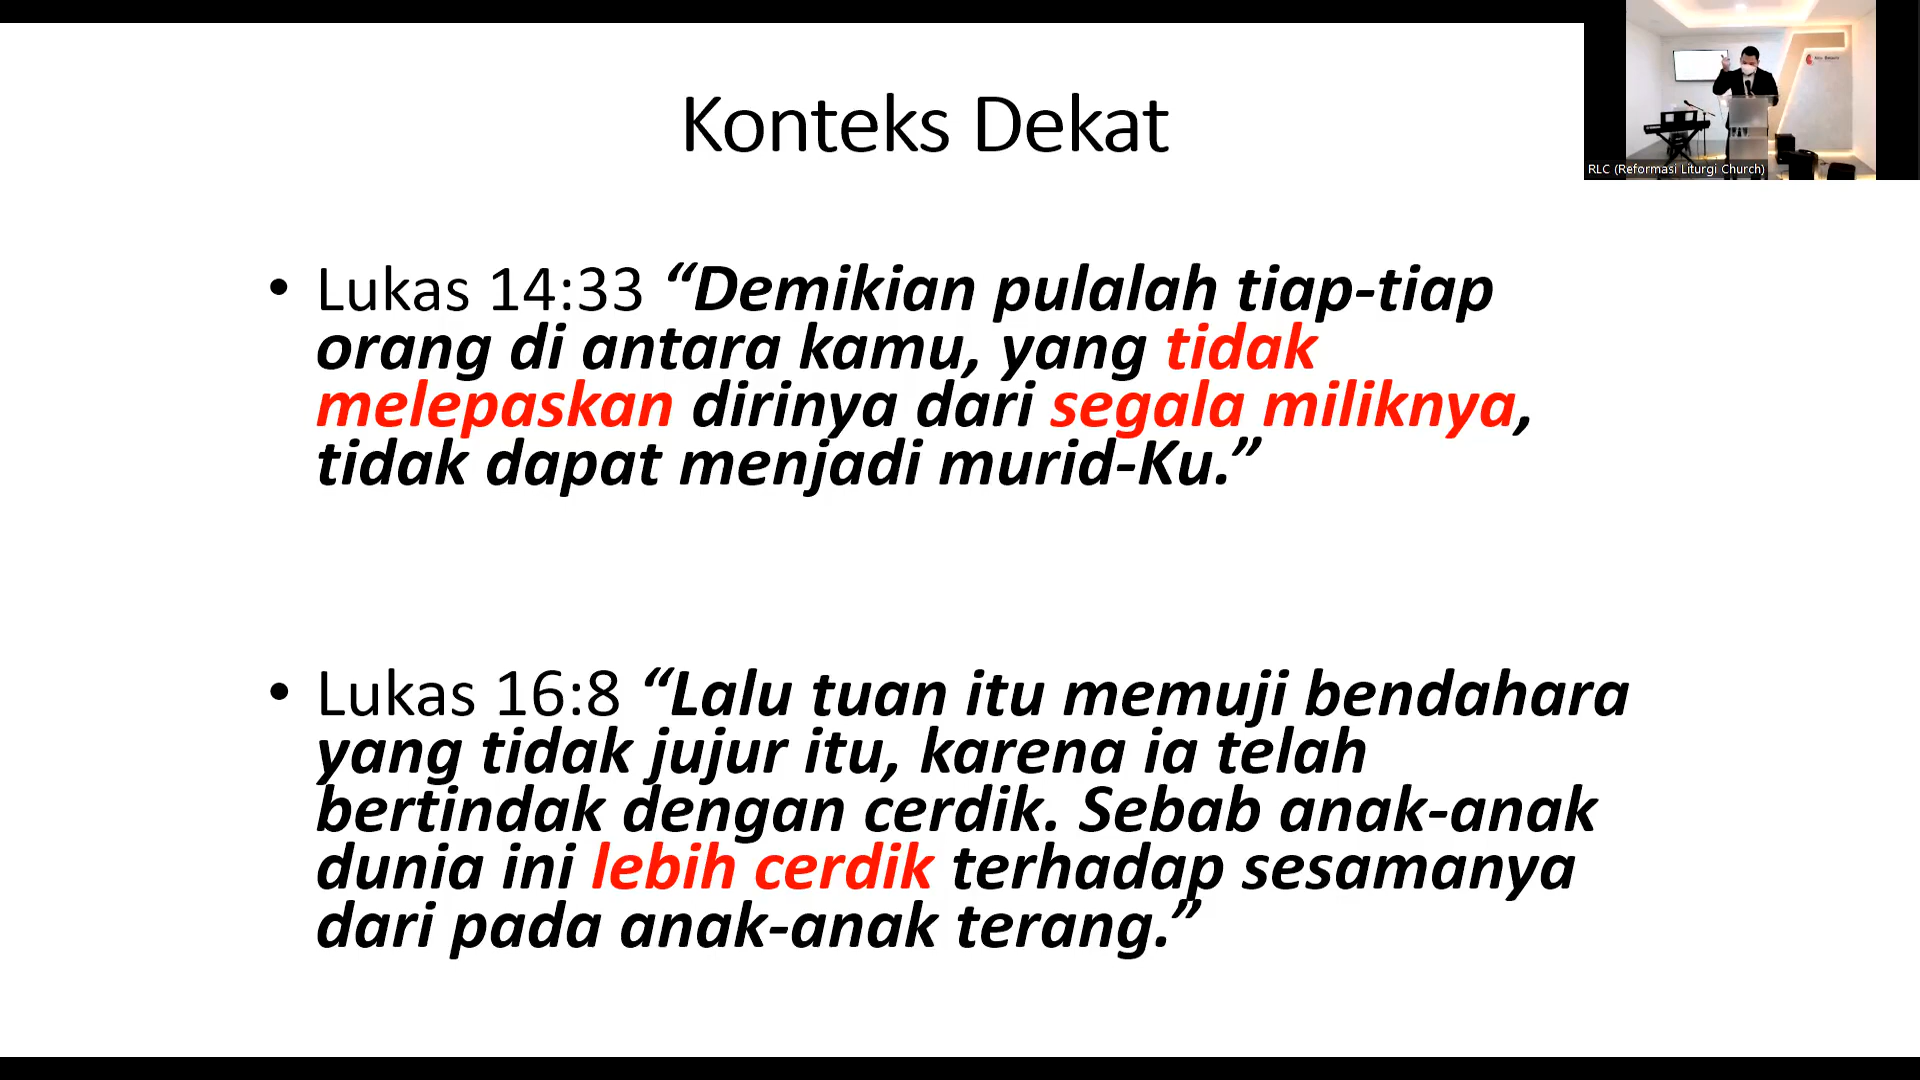 Konteks Dekat
RLC (Reformasi Liturgi Church)
• Lukas 14:33 “Demikian pulalah tiap-tiap
orang di antara kamu, yang tidak
melepaskan dirinya dari segala miliknya,
tidak dapat menjadi murid-Ku.”
• Lukas 16:8 “Lalu tuan itu memuji bendahara
yang tidak jujur itu, karena ia telah
bertindak dengan cerdik. Sebab anak-anak
dunia ini lebih cerdik terhadap sesamanya
dari pada anak-anak terang.”